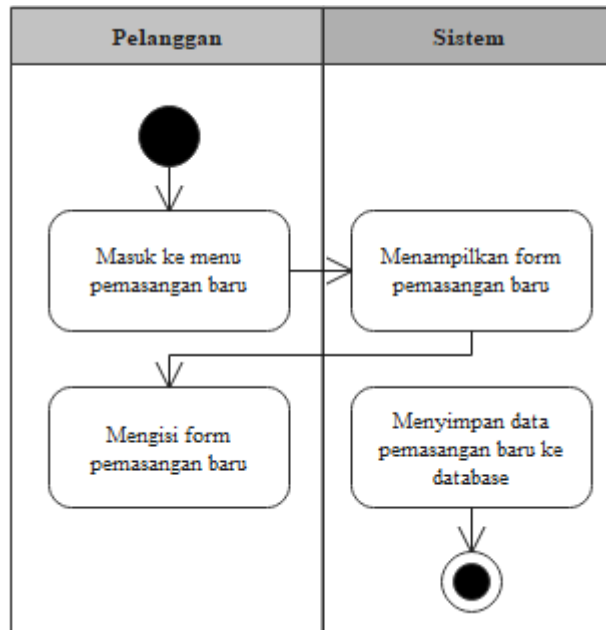 Pelanggan
Sistem
Masuk ke menu
pemasangan baru
Menampilkan form
pemasangan baru
Mengisi form
pemasangan baru
Menyimpan data
pemasangan baru ke
database